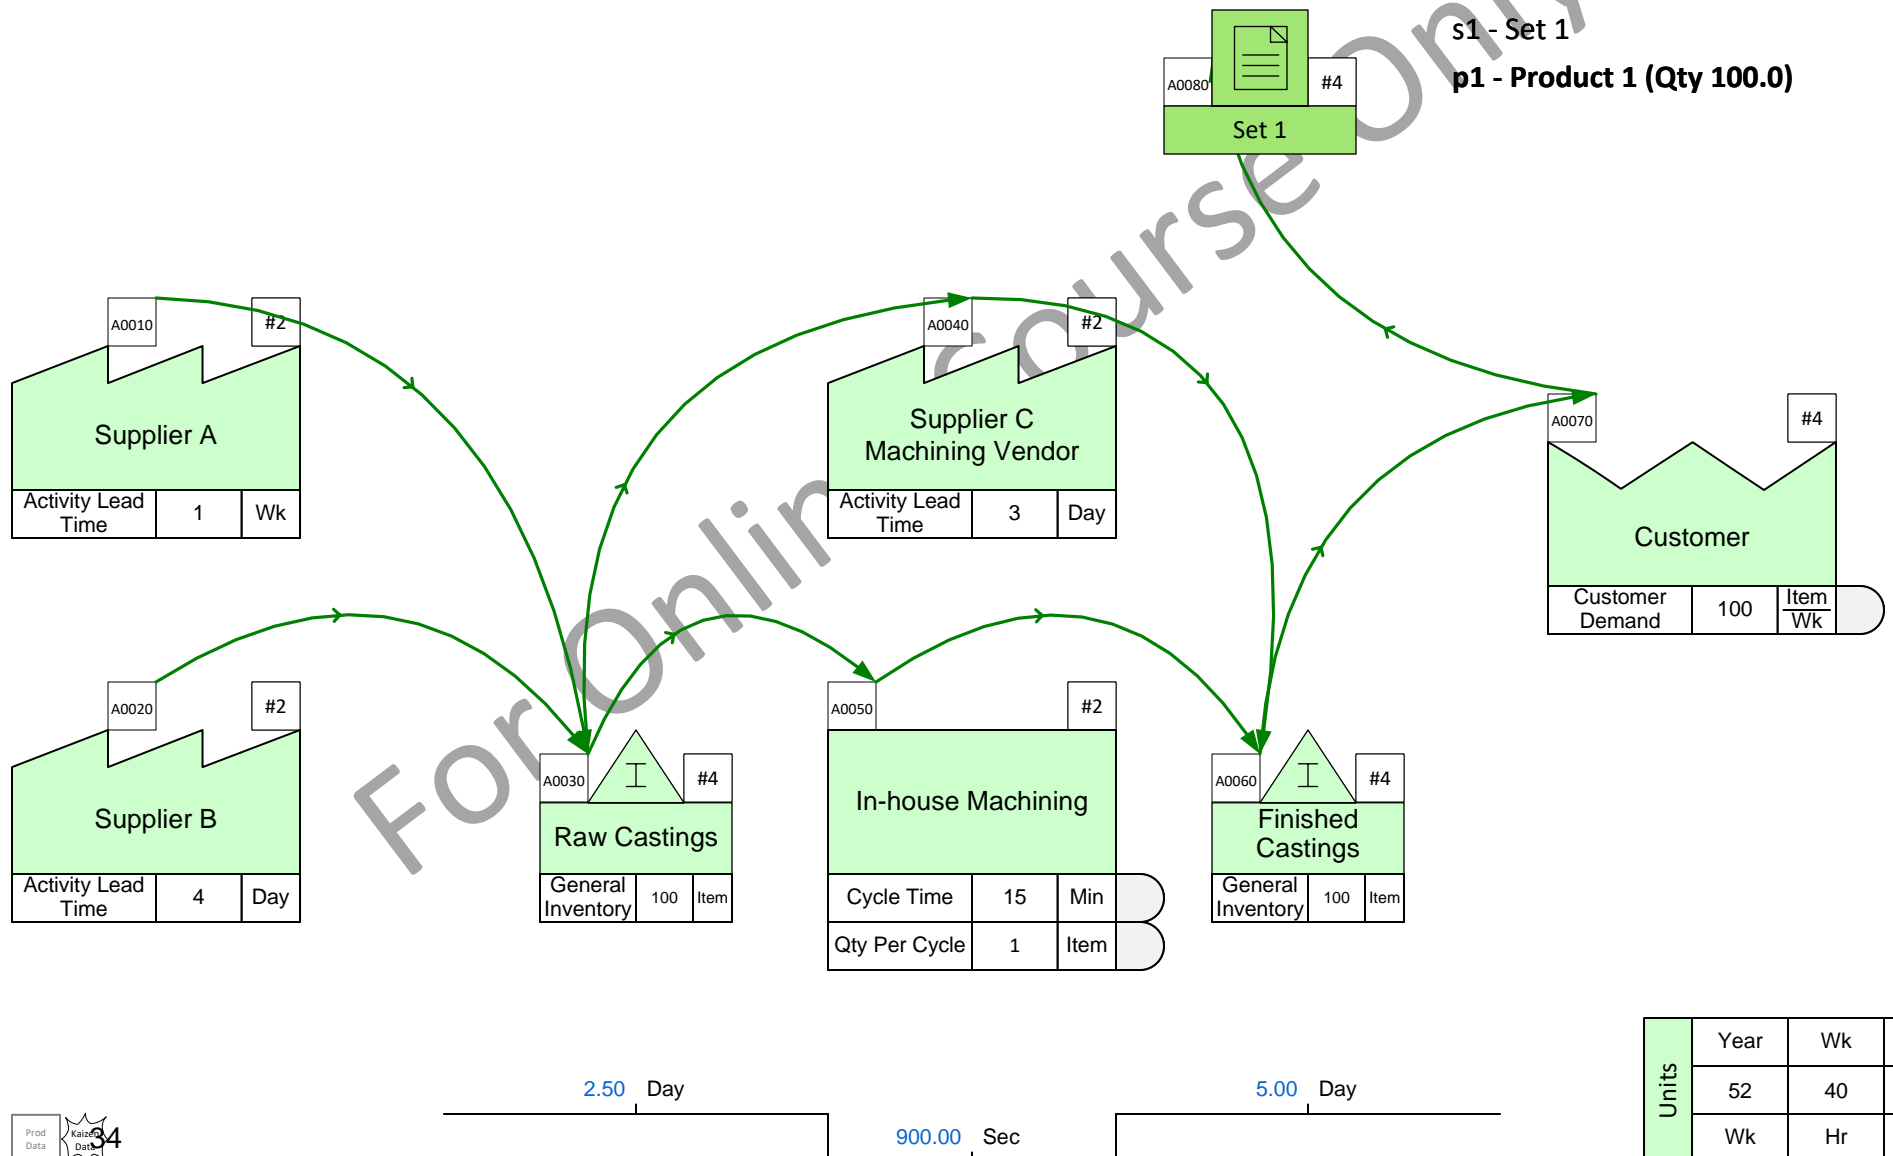 s1 - Set 1
p1 - Product 1 (Qty 100.0)
A0080
#4
Set 1
For Online Course Only
A0010
#2
Supplier A
Activity Lead
Time
1
Wk
A0040
#2
Supplier C
Machining Vendor
Activity Lead
Time
3
Day
A0070
#4
Customer
Customer
Demand
100
Item
Wk
A0020
#2
Supplier B
Activity Lead
Time
4
Day
A0030
#4
Raw Castings
General
Inventory
100
Item
A0050
#2
In-house Machining
Cycle Time
15
Min
Qty Per Cycle
1
Item
A0060
#4
Finished
Castings
General
Inventory
100
Item
2.50 Day
900.00 Sec
5.00 Day
Units
Year
Wk
52
40
Wk
Hr
Prod
Data
Kaizen
Data
34